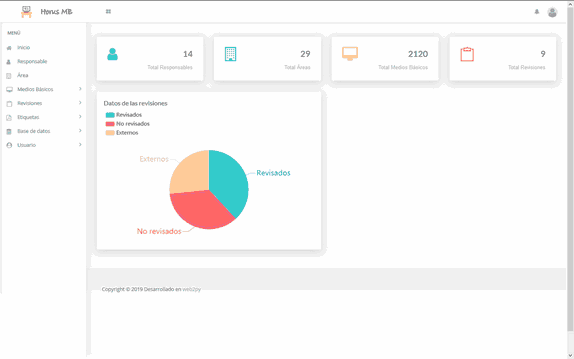 Horus MB
MENÚ
Inicio
Responsable
Área
Medios Básicos
Revisiones
Etiquetas
Base de datos
Usuario
14
Total Responsables
29
Total Áreas
2120
Total Medios Básicos
9
Total Revisores
Datos de las revisiones
Revisados
No revisados
Externos
Externos
Revisados
No revisados
Copyright © 2019 Desarrollado en web2py